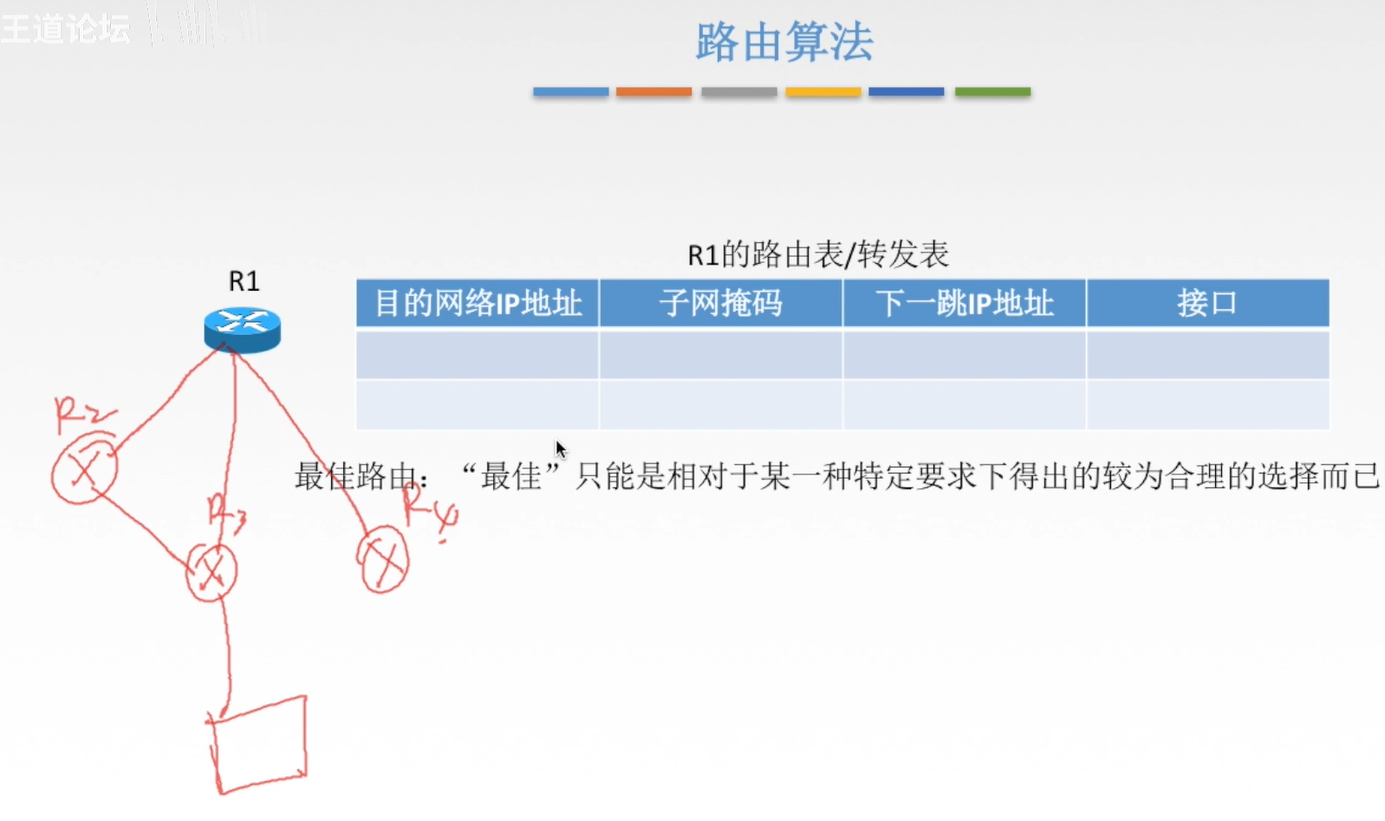 王道论坛
路由算法
R1的路由表/转发表
R1
目的网络IP地址 子网掩码 下一跳IP地址 接口
R2
最佳路由：“最佳”只能是相对于某一种特定要求下得出的较为合理的选择而已
R3
R4